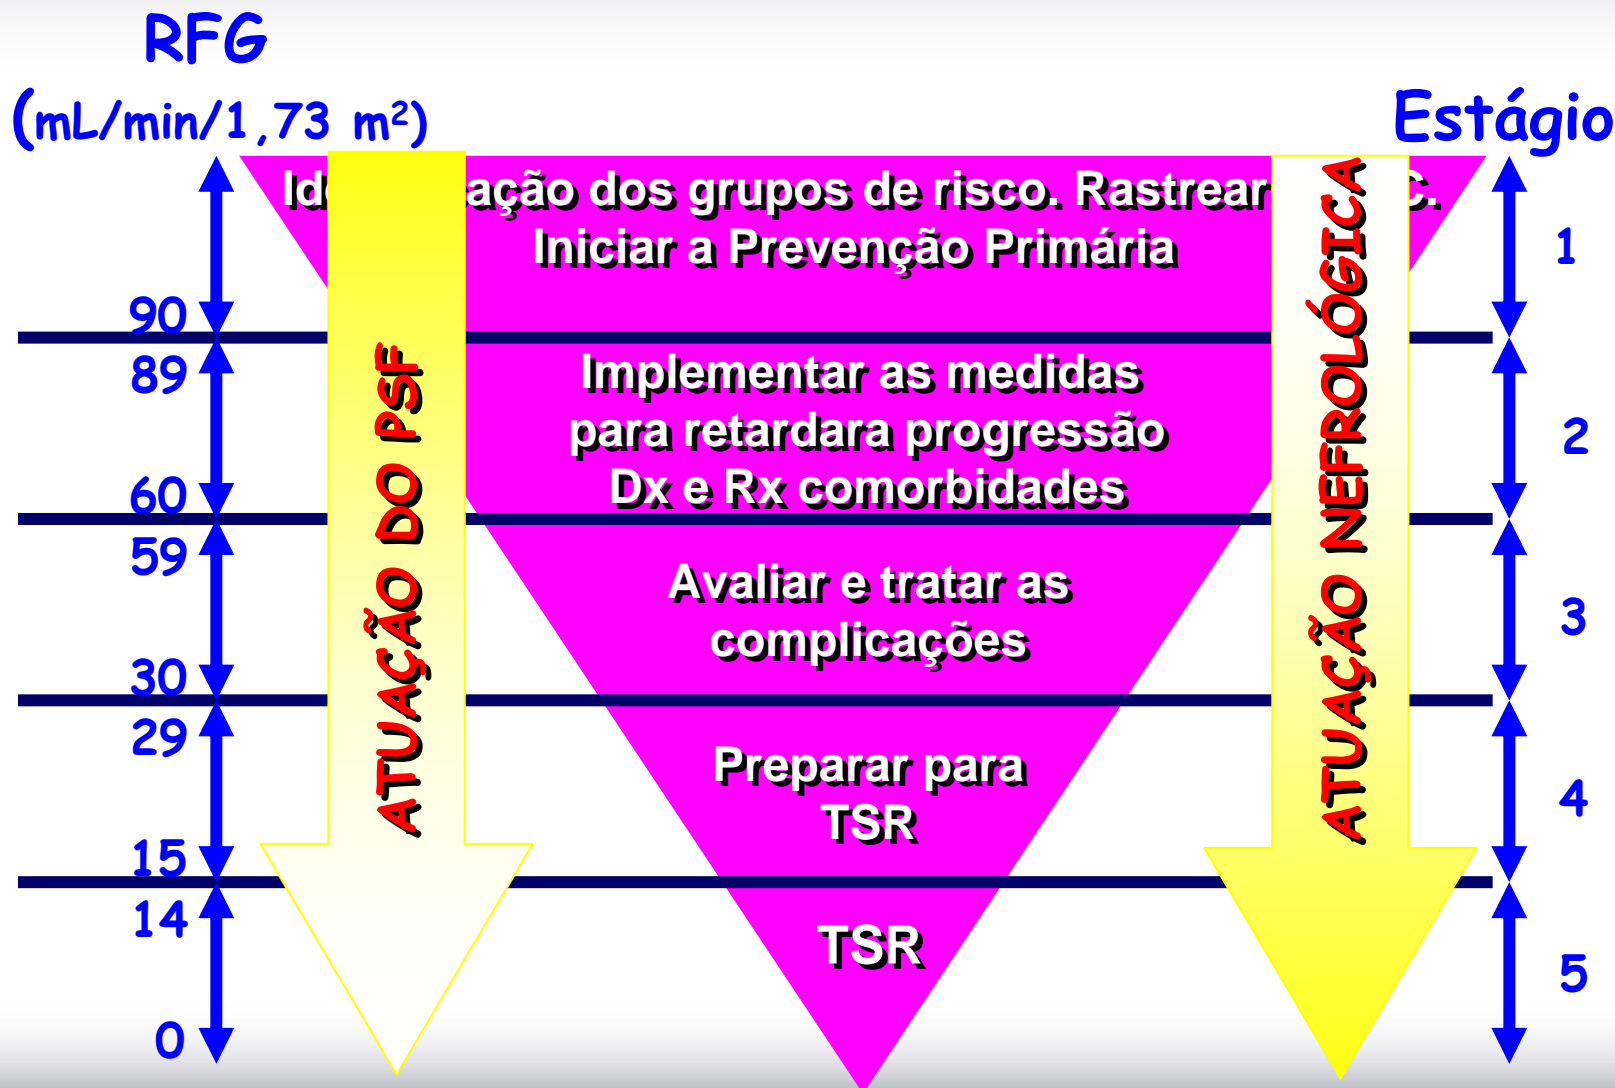 RFG
(mL/min/1,73 m²)
Estágio
ação dos grupos de risco. Rastrear
Iniciar a Prevenção Primária
1
90
89
Implementar as medidas
para retardara progressão
Dx e Rx comorbidades
2
60
59
Avaliar e tratar as
complicações
3
30
29
Preparar para
TSR
4
15
14
TSR
5
0
ATUAÇÃO DO PSF
ATUAÇÃO NEFROLÓGICA